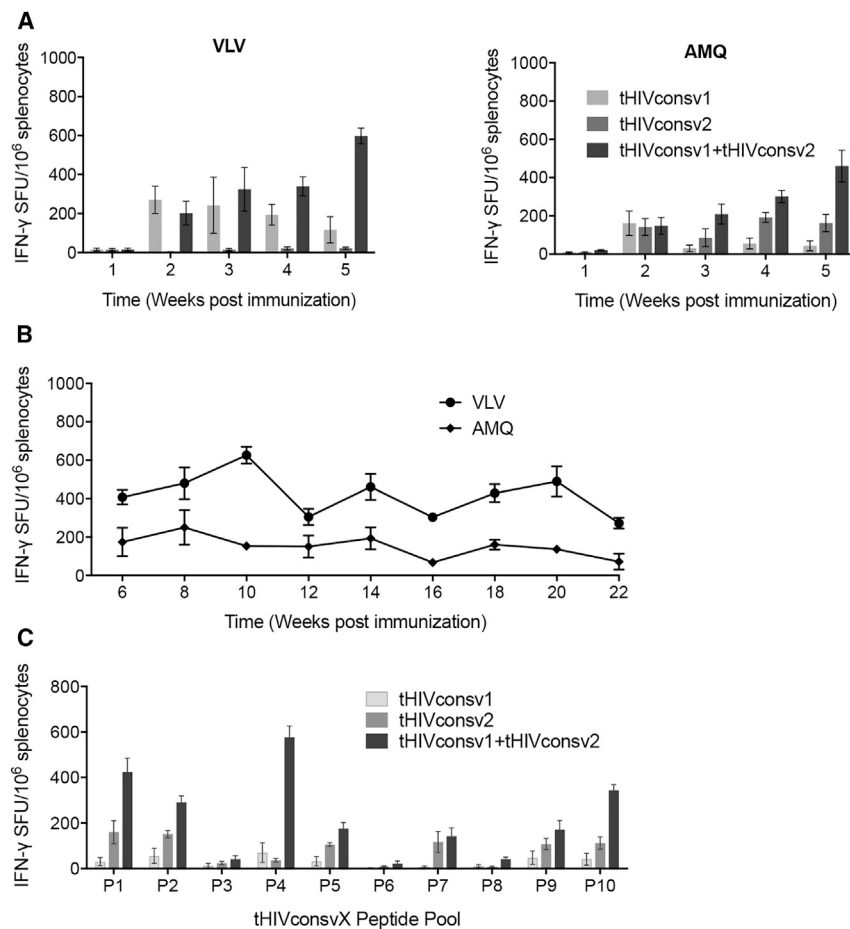 A
VLV
IFN-γ SFU/10⁶ splenocytes
1000
800
600
400
200
0
1 2 3 4 5
Time (Weeks post immunization)
AMQ
IFN-γ SFU/10⁶ splenocytes
1000
800
600
400
200
0
tHIVconsv1
tHIVconsv2
tHIVconsv1+tHIVconsv2
1 2 3 4 5
Time (Weeks post immunization)
B
IFN-γ SFU/10⁶ splenocytes
1000
800
600
400
200
0
VLV
AMQ
6 8 10 12 14 16 18 20 22
Time (Weeks post immunization)
C
IFN-γ SFU/10⁶ splenocytes
800
600
400
200
0
tHIVconsv1
tHIVconsv2
tHIVconsv1+tHIVconsv2
P1 P2 P3 P4 P5 P6 P7 P8 P9 P10
tHIVconsvX Peptide Pool